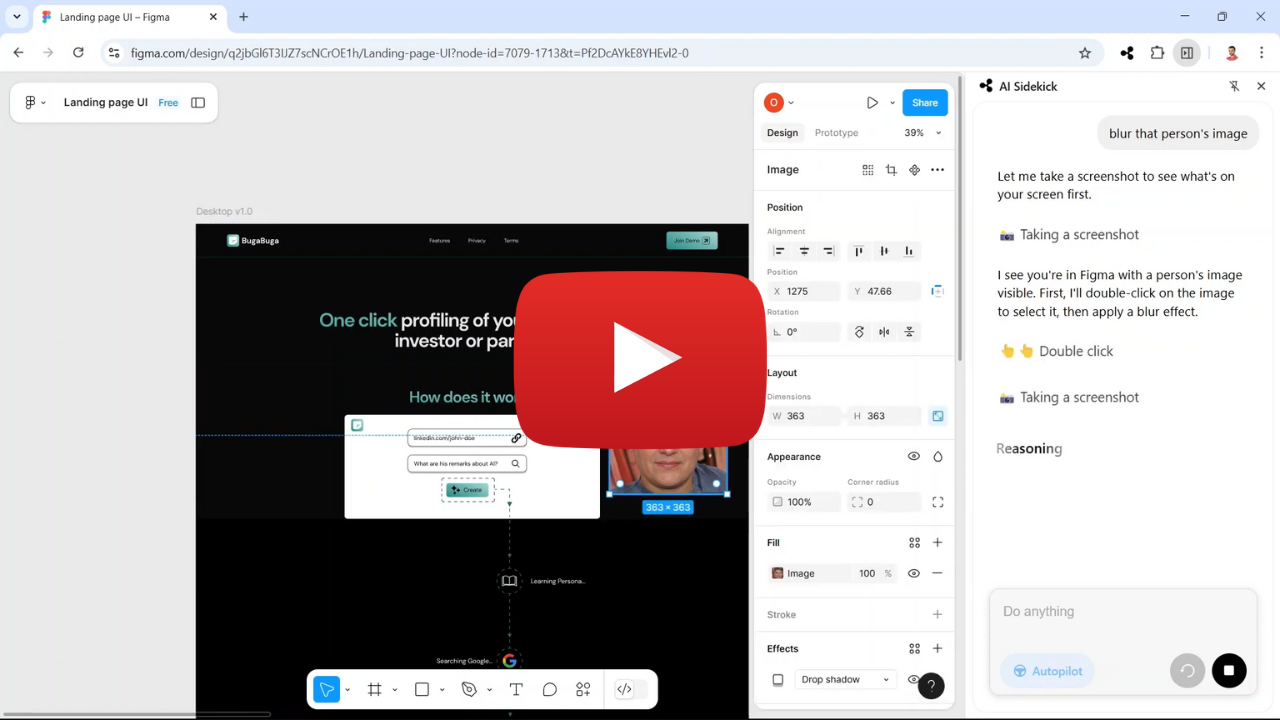 Landing page UI – Figma
figma.com/design/q2jbGl6T3IJZ7scNCrOE1h/Landing-page-UI?node-id=7079-1713&t=Pf2DcAYkE8YHEvl2-0
Landing page UI Free
Desktop v1.0
BugaBuga
Features Privacy Terms
Join Demo
One click profiling of
investor or
How does it
linkedin.com/john-doe
What are his remarks about AI?
Create
363 × 363
Learning Persona...
Searching Google...
O
Share
Design Prototype 39%
Image
Position
Alignment
Position
X 1275 Y 47.66
Rotation
0°
Layout
Dimensions
W 363 H 363
Appearance
Opacity Corner radius
100% 0
Fill
Image 100 %
Stroke
Effects
Drop shadow
?
AI Sidekick
blur that person's image
Let me take a screenshot to see what's on
your screen first.
Taking a screenshot
I see you're in Figma with a person's image
visible. First, I'll double-click on the image
to select it, then apply a blur effect.
Double click
Taking a screenshot
Reasoning
Do anything
Autopilot